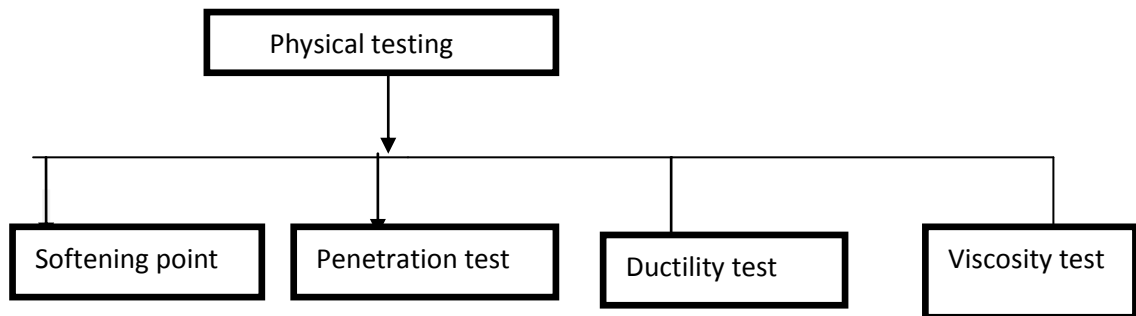 Physical testing
Softening point
Penetration test
Ductility test
Viscosity test